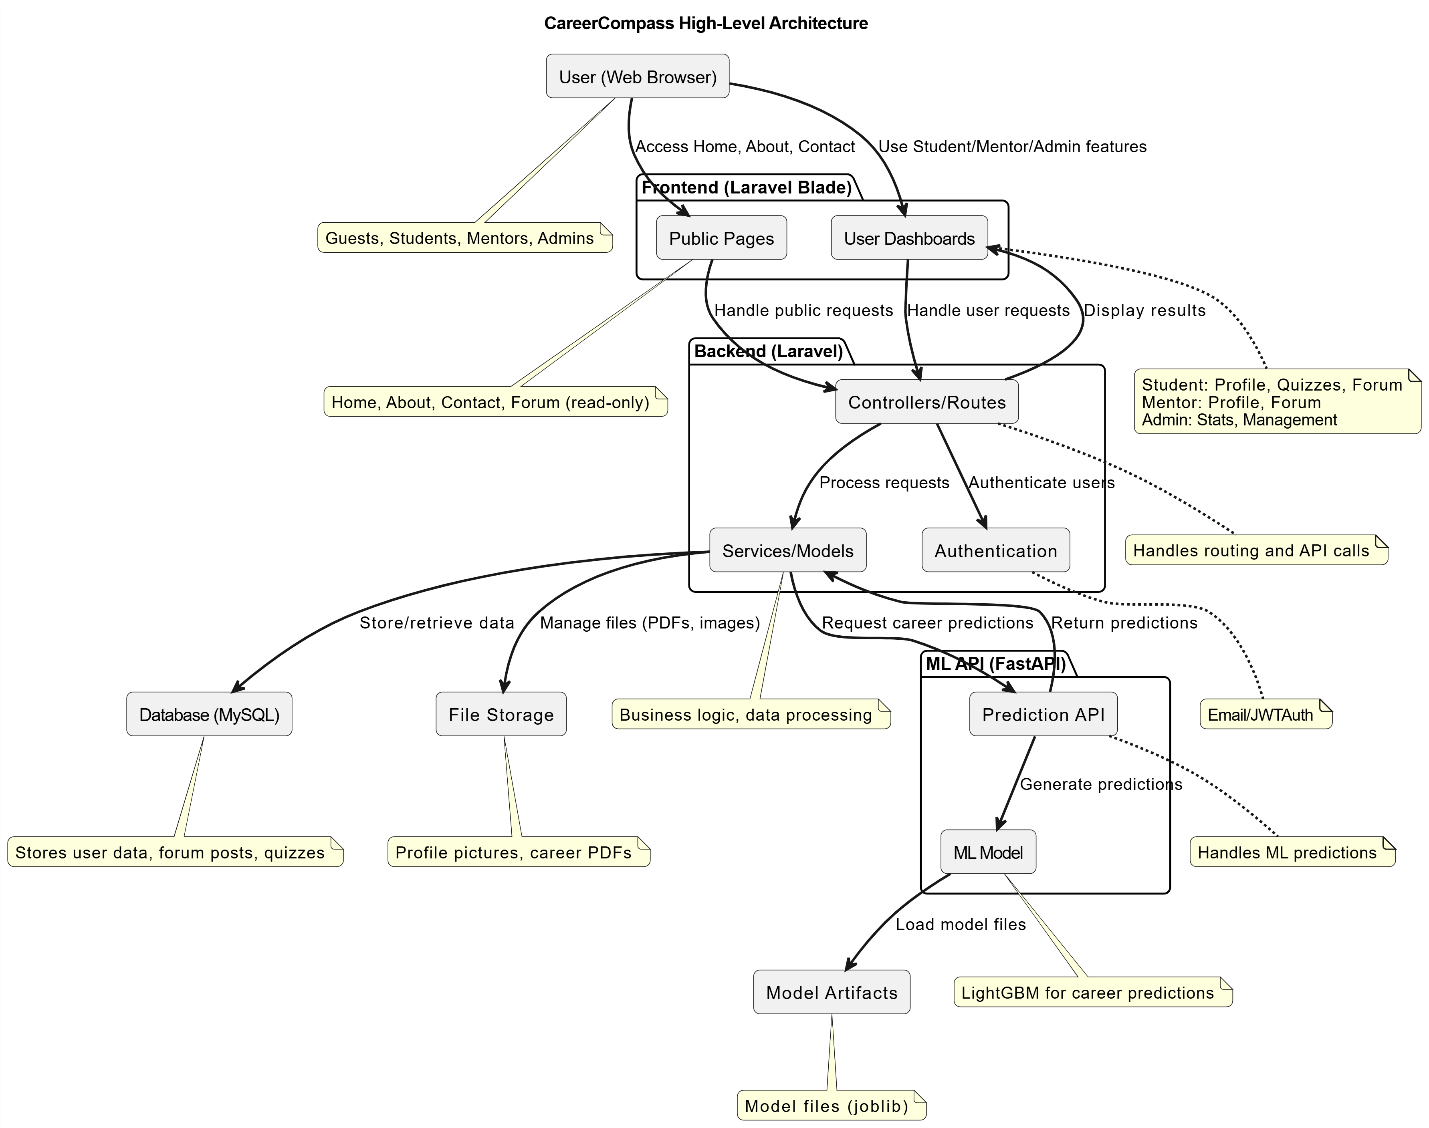 CareerCompass High-Level Architecture
User (Web Browser)
Access Home, About, Contact
Use Student/Mentor/Admin features
Frontend (Laravel Blade)
Guests, Students, Mentors, Admins
Public Pages
User Dashboards
Handle public requests
Handle user requests
Display results
Backend (Laravel)
Home, About, Contact, Forum (read-only)
Controllers/Routes
Student: Profile, Quizzes, Forum
Mentor: Profile, Forum
Admin: Stats, Management
Process requests
Authenticate users
Services/Models
Authentication
Handles routing and API calls
Store/retrieve data
Manage files (PDFs, images)
Request career predictions
Return predictions
ML API (FastAPI)
Database (MySQL)
File Storage
Business logic, data processing
Prediction API
Email/JWTAuth
Generate predictions
Stores user data, forum posts, quizzes
Profile pictures, career PDFs
ML Model
Handles ML predictions
Load model files
Model Artifacts
LightGBM for career predictions
Model files (joblib)